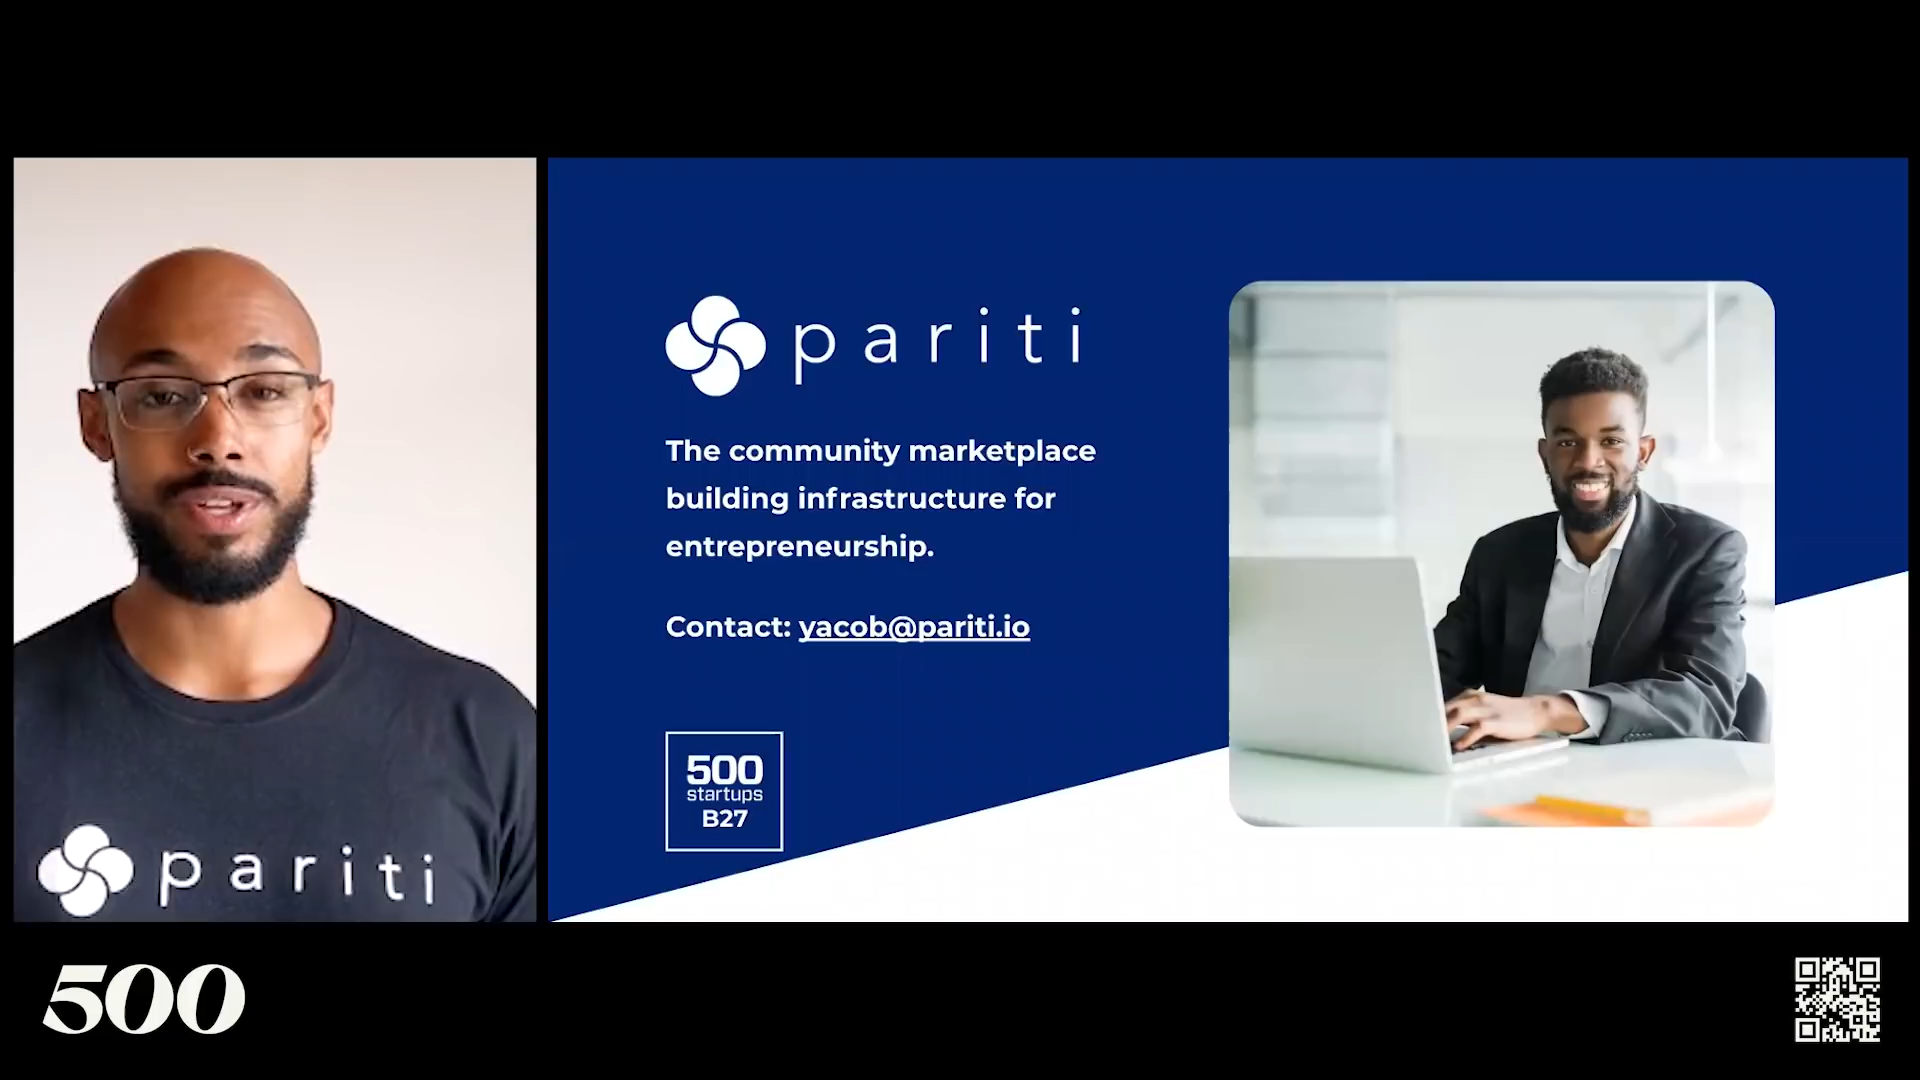 pariti
The community marketplace
building infrastructure for
entrepreneurship.
Contact: yacob@pariti.io
500
startups
B27
pariti
500